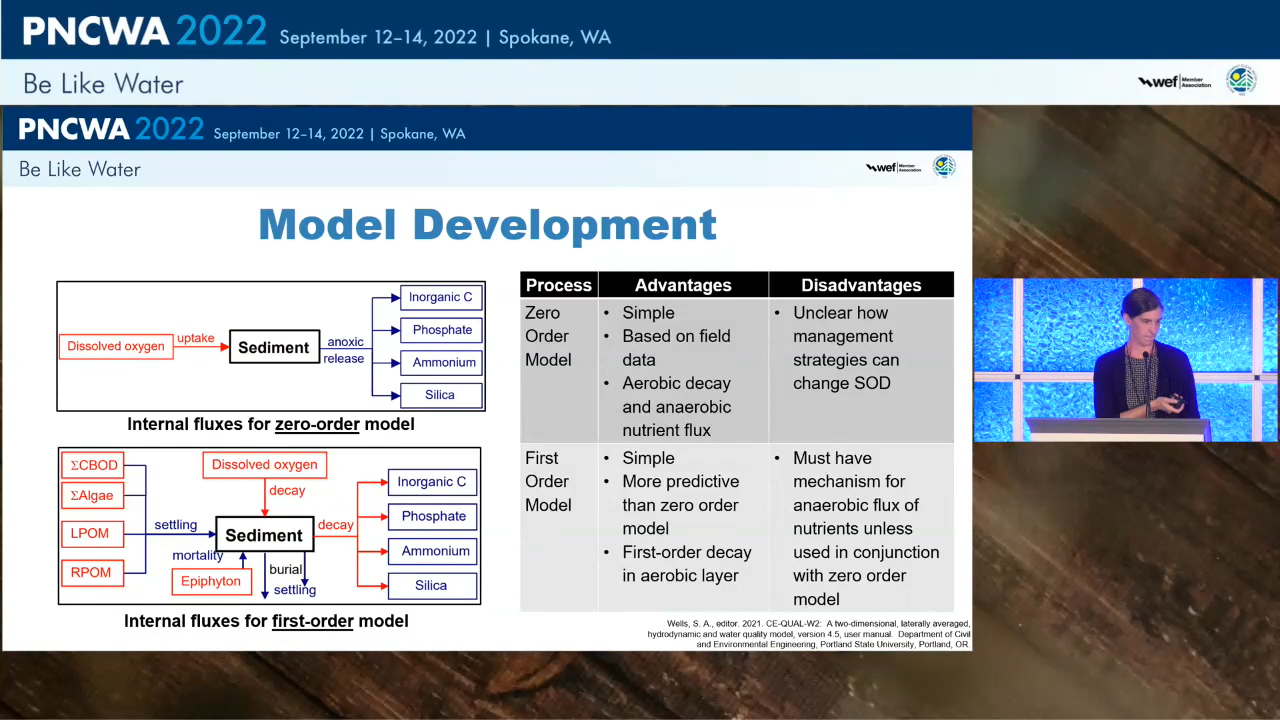 PNCWA 2022 September 12–14, 2022 | Spokane, WA
Be Like Water
wef Member Association
PNCWA 2022 September 12–14, 2022 | Spokane, WA
Be Like Water
wef Member Association
Model Development
Dissolved oxygen
uptake
Sediment
anoxic
release
Inorganic C
Phosphate
Ammonium
Silica
Internal fluxes for zero-order model
ΣCBOD
ΣAlgae
LPOM
RPOM
settling
Dissolved oxygen
decay
Sediment
decay
mortality
Epiphyton
burial
settling
Inorganic C
Phosphate
Ammonium
Silica
Internal fluxes for first-order model
Process Advantages Disadvantages
Zero
Order
Model
• Simple
• Based on field
data
• Aerobic decay
and anaerobic
nutrient flux
• Unclear how
management
strategies can
change SOD
First
Order
Model
• Simple
• More predictive
than zero order
model
• First-order decay
in aerobic layer
• Must have
mechanism for
anaerobic flux of
nutrients unless
used in conjunction
with zero order
model
Wells, S. A., editor. 2021. CE-QUAL-W2: A two-dimensional, laterally averaged,
hydrodynamic and water quality model, version 4.5, user manual. Department of Civil
and Environmental Engineering, Portland State University, Portland, OR.